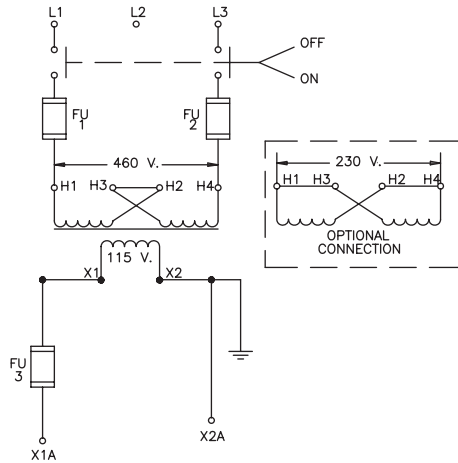 L1 L2 L3
OFF
ON
FU
1
FU
2
460 V.
H1 H3 H2 H4
230 V.
H1 H3 H2 H4
OPTIONAL
CONNECTION
115 V.
X1 X2
FU
3
X1A
X2A